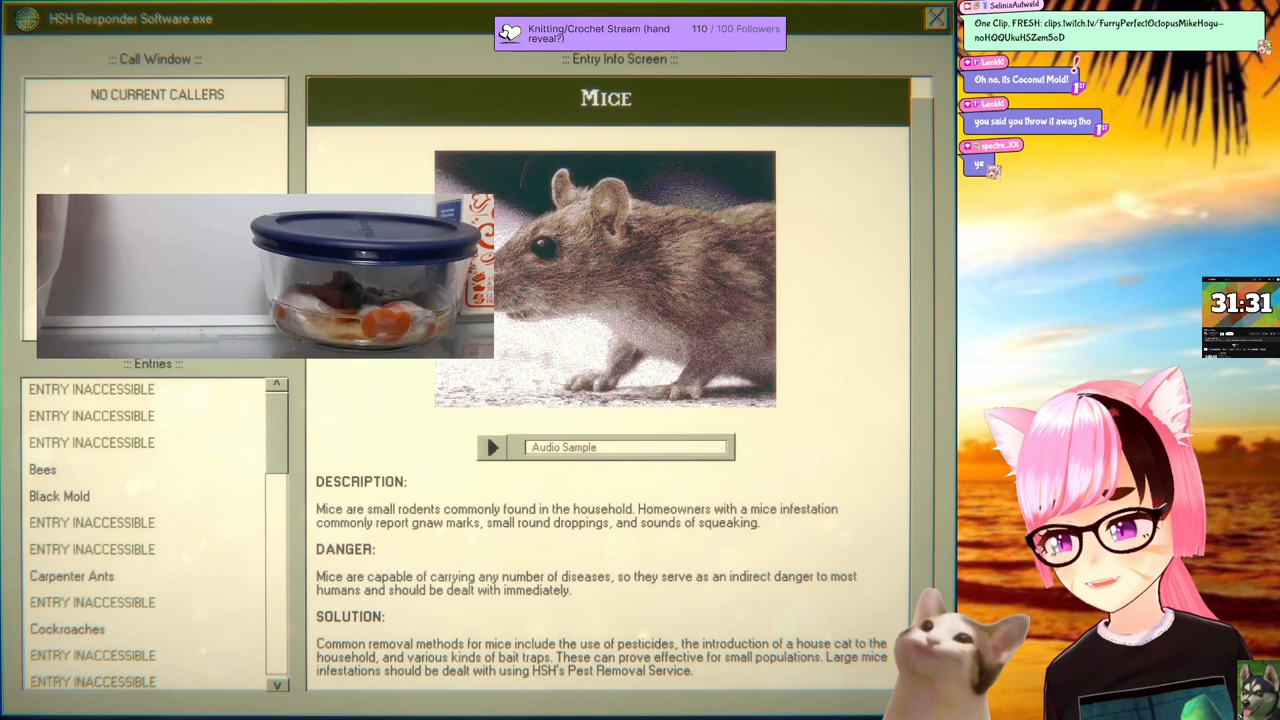 HSH Responder Software.exe
Knitting/Crochet Stream (hand
reveal?)
110 / 100 Followers
::: Call Window :::
NO CURRENT CALLERS
::: Entry Info Screen :::
MICE
Audio Sample
DESCRIPTION:
Mice are small rodents commonly found in the household. Homeowners with a mice infestation
commonly report gnaw marks, small round droppings, and sounds of squeaking.
DANGER:
Mice are capable of carrying any number of diseases, so they serve as an indirect danger to most
humans and should be dealt with immediately.
SOLUTION:
Common removal methods for mice include the use of pesticides, the introduction of a house cat to the
household, and various kinds of bait traps. These can prove effective for small populations. Large mice
infestations should be dealt with using HSH's Pest Removal Service.
::: Entries :::
ENTRY INACCESSIBLE
ENTRY INACCESSIBLE
ENTRY INACCESSIBLE
Bees
Black Mold
ENTRY INACCESSIBLE
ENTRY INACCESSIBLE
Carpenter Ants
ENTRY INACCESSIBLE
Cockroaches
ENTRY INACCESSIBLE
ENTRY INACCESSIBLE
SeliniaAutweld
One Clip, FRESH: clips.twitch.tv/FurryPerfectOctopusMikeHogu-
noHQQUkuHSZem5oD
Leokk!
Oh no, its Coconut Mold!
1ST
Leokk!
you said you throw it away tho
1ST
spectre_101
ye
31:31